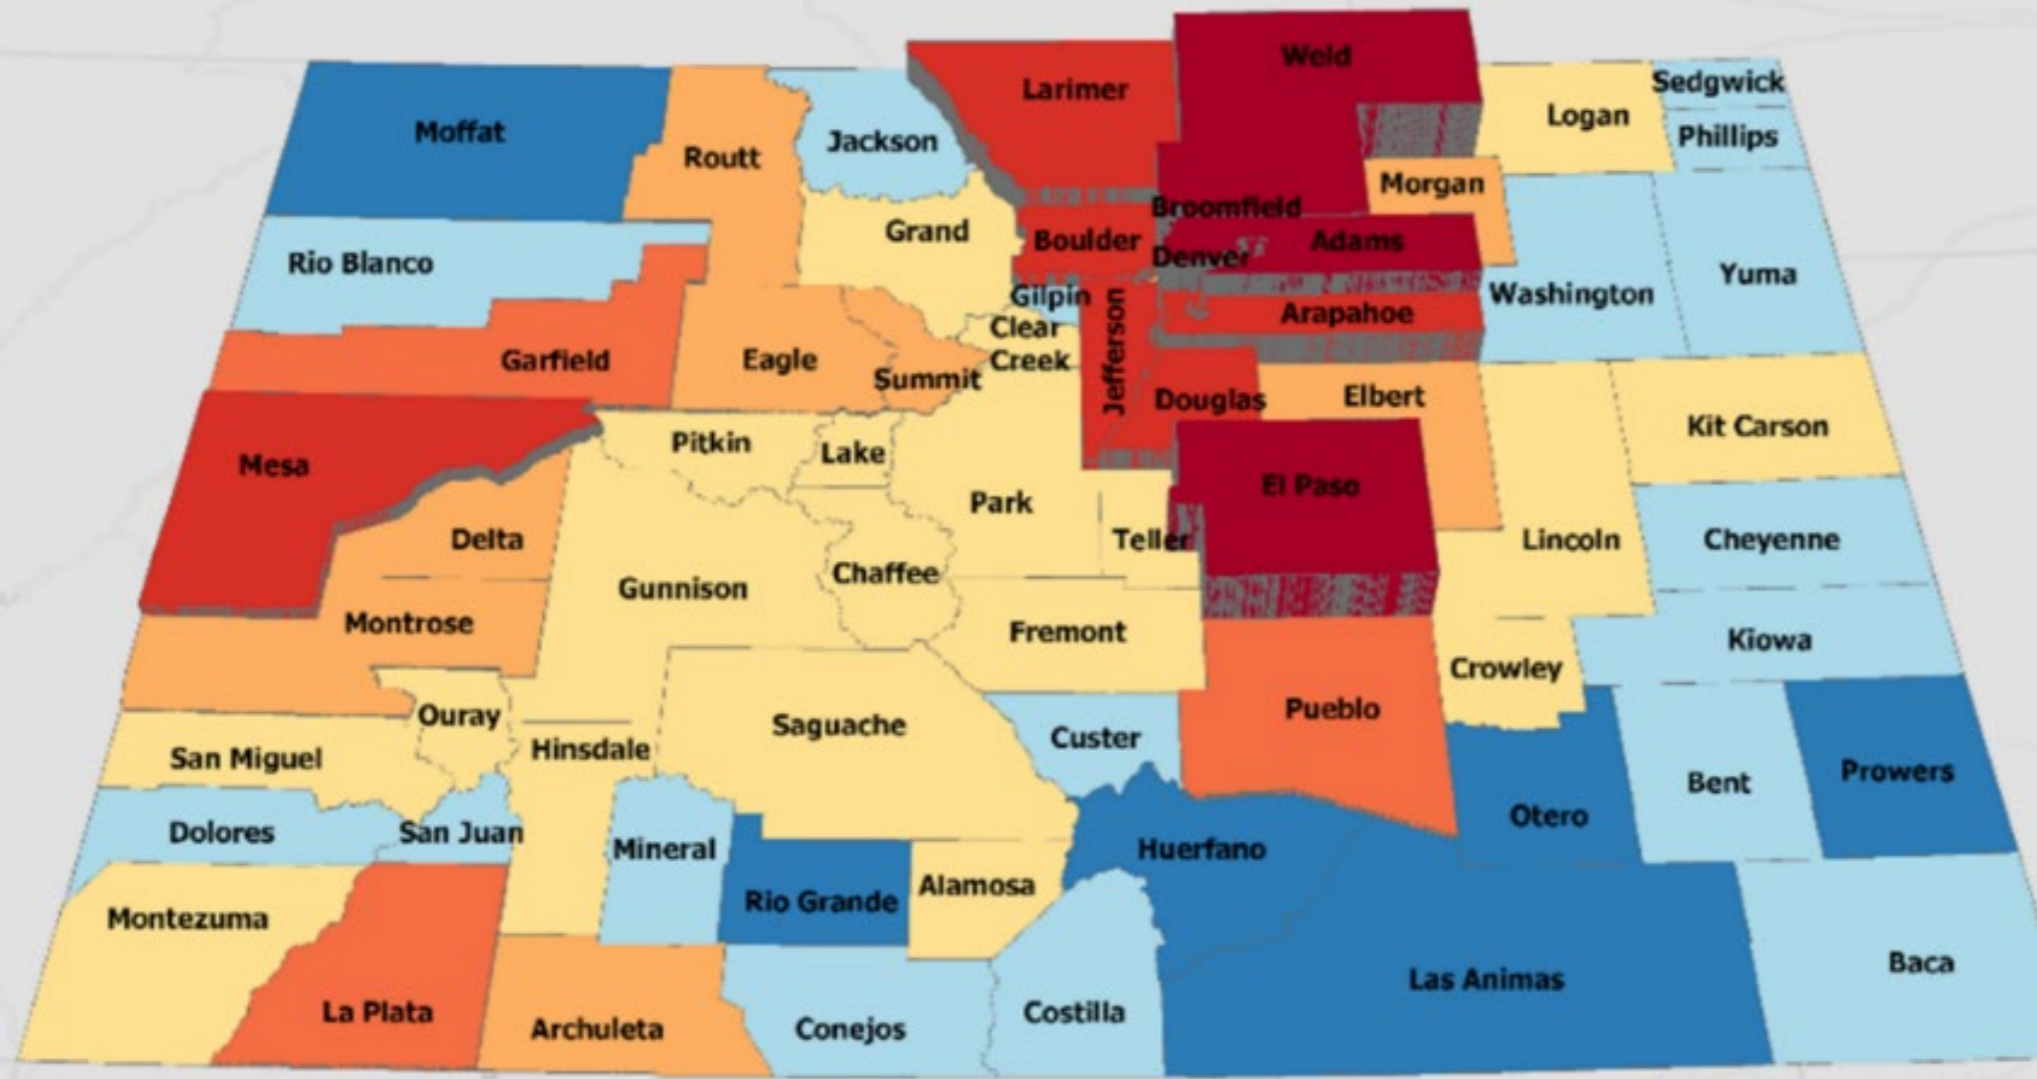 Weld
Sedgwick
Larimer
Logan
Moffat
Jackson
Phillips
Routt
Morgan
Broomfield
Grand
Boulder
Adams
Denver
Rio Blanco
Yuma
Gilpin
Washington
Clear
Creek
Arapahoe
Jefferson
Garfield
Eagle
Summit
Douglas
Elbert
Kit Carson
Pitkin
Lake
Mesa
El Paso
Park
Delta
Teller
Lincoln
Cheyenne
Chaffee
Gunnison
Montrose
Fremont
Kiowa
Crowley
Ouray
Pueblo
Saguache
Custer
Hinsdale
San Miguel
Prowers
Bent
Otero
Dolores
San Juan
Mineral
Huerfano
Alamosa
Rio Grande
Montezuma
Baca
Las Animas
La Plata
Costilla
Archuleta
Conejos